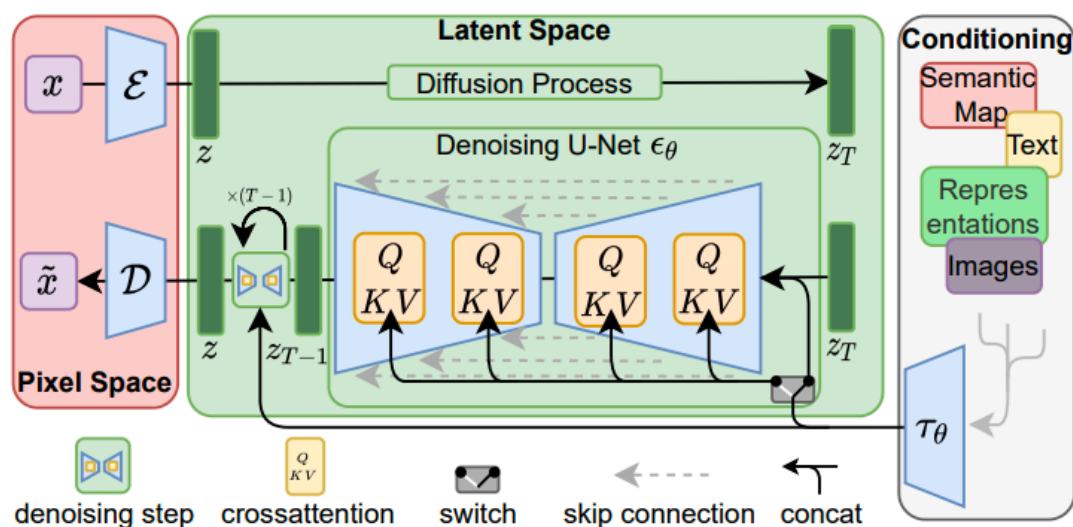 Latent Space
Conditioning
x
ℰ
z
Diffusion Process
z_T
Semantic
Map
Text
Repres
entations
Images
Denoising U-Net ϵ_θ
×(T−1)
Q
KV
Q
KV
Q
KV
Q
KV
x̃
𝒟
z
z_{T−1}
z_T
Pixel Space
τ_θ
Q
KV
denoising step
crossattention
switch
skip connection
concat